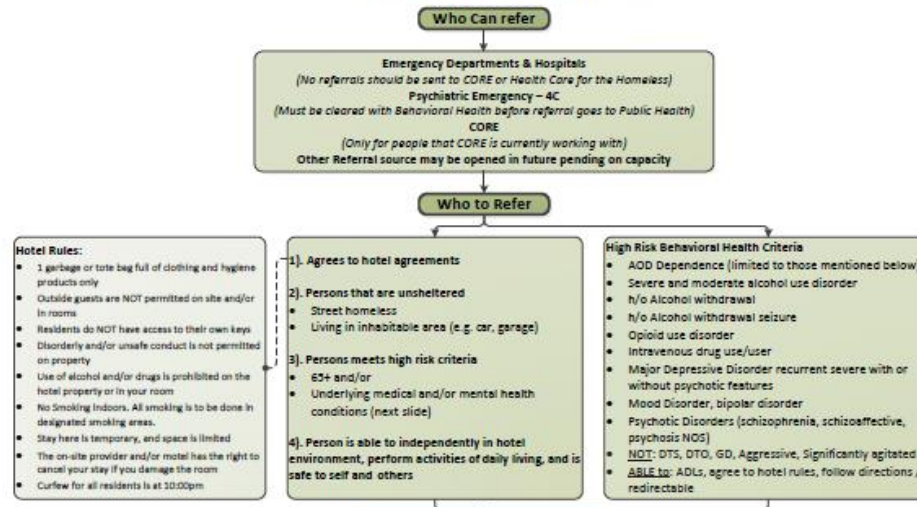 Who Can refer
Emergency Departments & Hospitals
(No referrals should be sent to CORE or Health Care for the Homeless)
Psychiatric Emergency – 4C
(Must be cleared with Behavioral Health before referral goes to Public Health)
CORE
(Only for people that CORE is currently working with)
Other Referral source may be opened in future pending on capacity
Who to Refer
Hotel Rules:
• 1 garbage or tote bag full of clothing and hygiene
products only
• Outside guests are NOT permitted on site and/or
in rooms
• Residents do NOT have access to their own keys
• Disorderly and/or unsafe conduct is not permitted
on property
• Use of alcohol and/or drugs is prohibited on the
hotel property or in your room
• No Smoking Indoors. All smoking is to be done in
designated smoking areas.
• Stay here is temporary, and space is limited
• The on-site provider and/or motel has the right to
cancel your stay if you damage the room
• Curfew for all residents is at 10:00pm
1). Agrees to hotel agreements
2). Persons that are unsheltered
• Street homeless
• Living in inhabitable area (e.g. car, garage)
3). Persons meets high risk criteria
• 65+ and/or
• Underlying medical and/or mental health
conditions (next slide)
4). Person is able to independently in hotel
environment, perform activities of daily living, and is
safe to self and others
High Risk Behavioral Health Criteria
• AOD Dependence (limited to those mentioned below)
• Severe and moderate alcohol use disorder
• h/o Alcohol withdrawal
• h/o Alcohol withdrawal seizure
• Opioid use disorder
• Intravenous drug use/user
• Major Depressive Disorder recurrent severe with or
without psychotic features
• Mood Disorder, bipolar disorder
• Psychotic Disorders (schizophrenia, schizoaffective,
psychosis NOS)
• NOT: DTS, DTO, GD, Aggressive, Significantly agitated
• ABLE to: ADLs, agree to hotel rules, follow directions /
redirectable